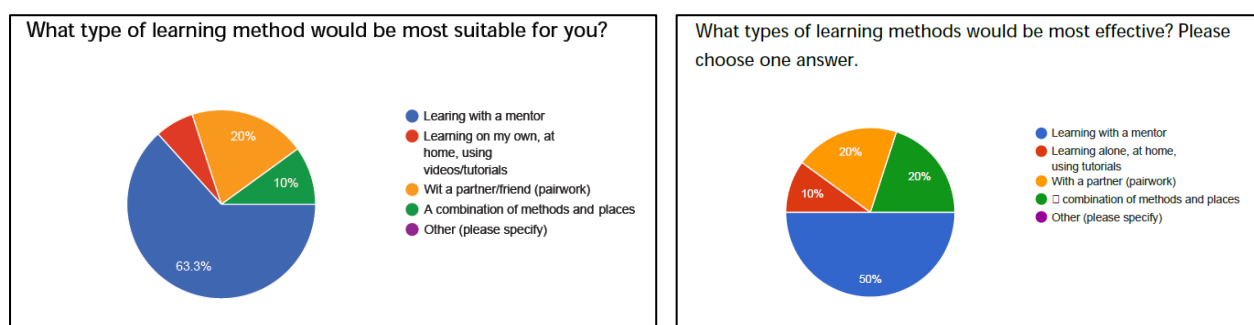 What type of learning method would be most suitable for you?
20%
10%
63.3%
Learing with a mentor
Learning on my own, at
home, using
videos/tutorials
Wit a partner/friend (pairwork)
A combination of methods and places
Other (please specify)
What types of learning methods would be most effective? Please
choose one answer.
20%
20%
10%
50%
Learning with a mentor
Learning alone, at home,
using tutorials
With a partner (pairwork)
□ combination of methods and places
Other (please specify)